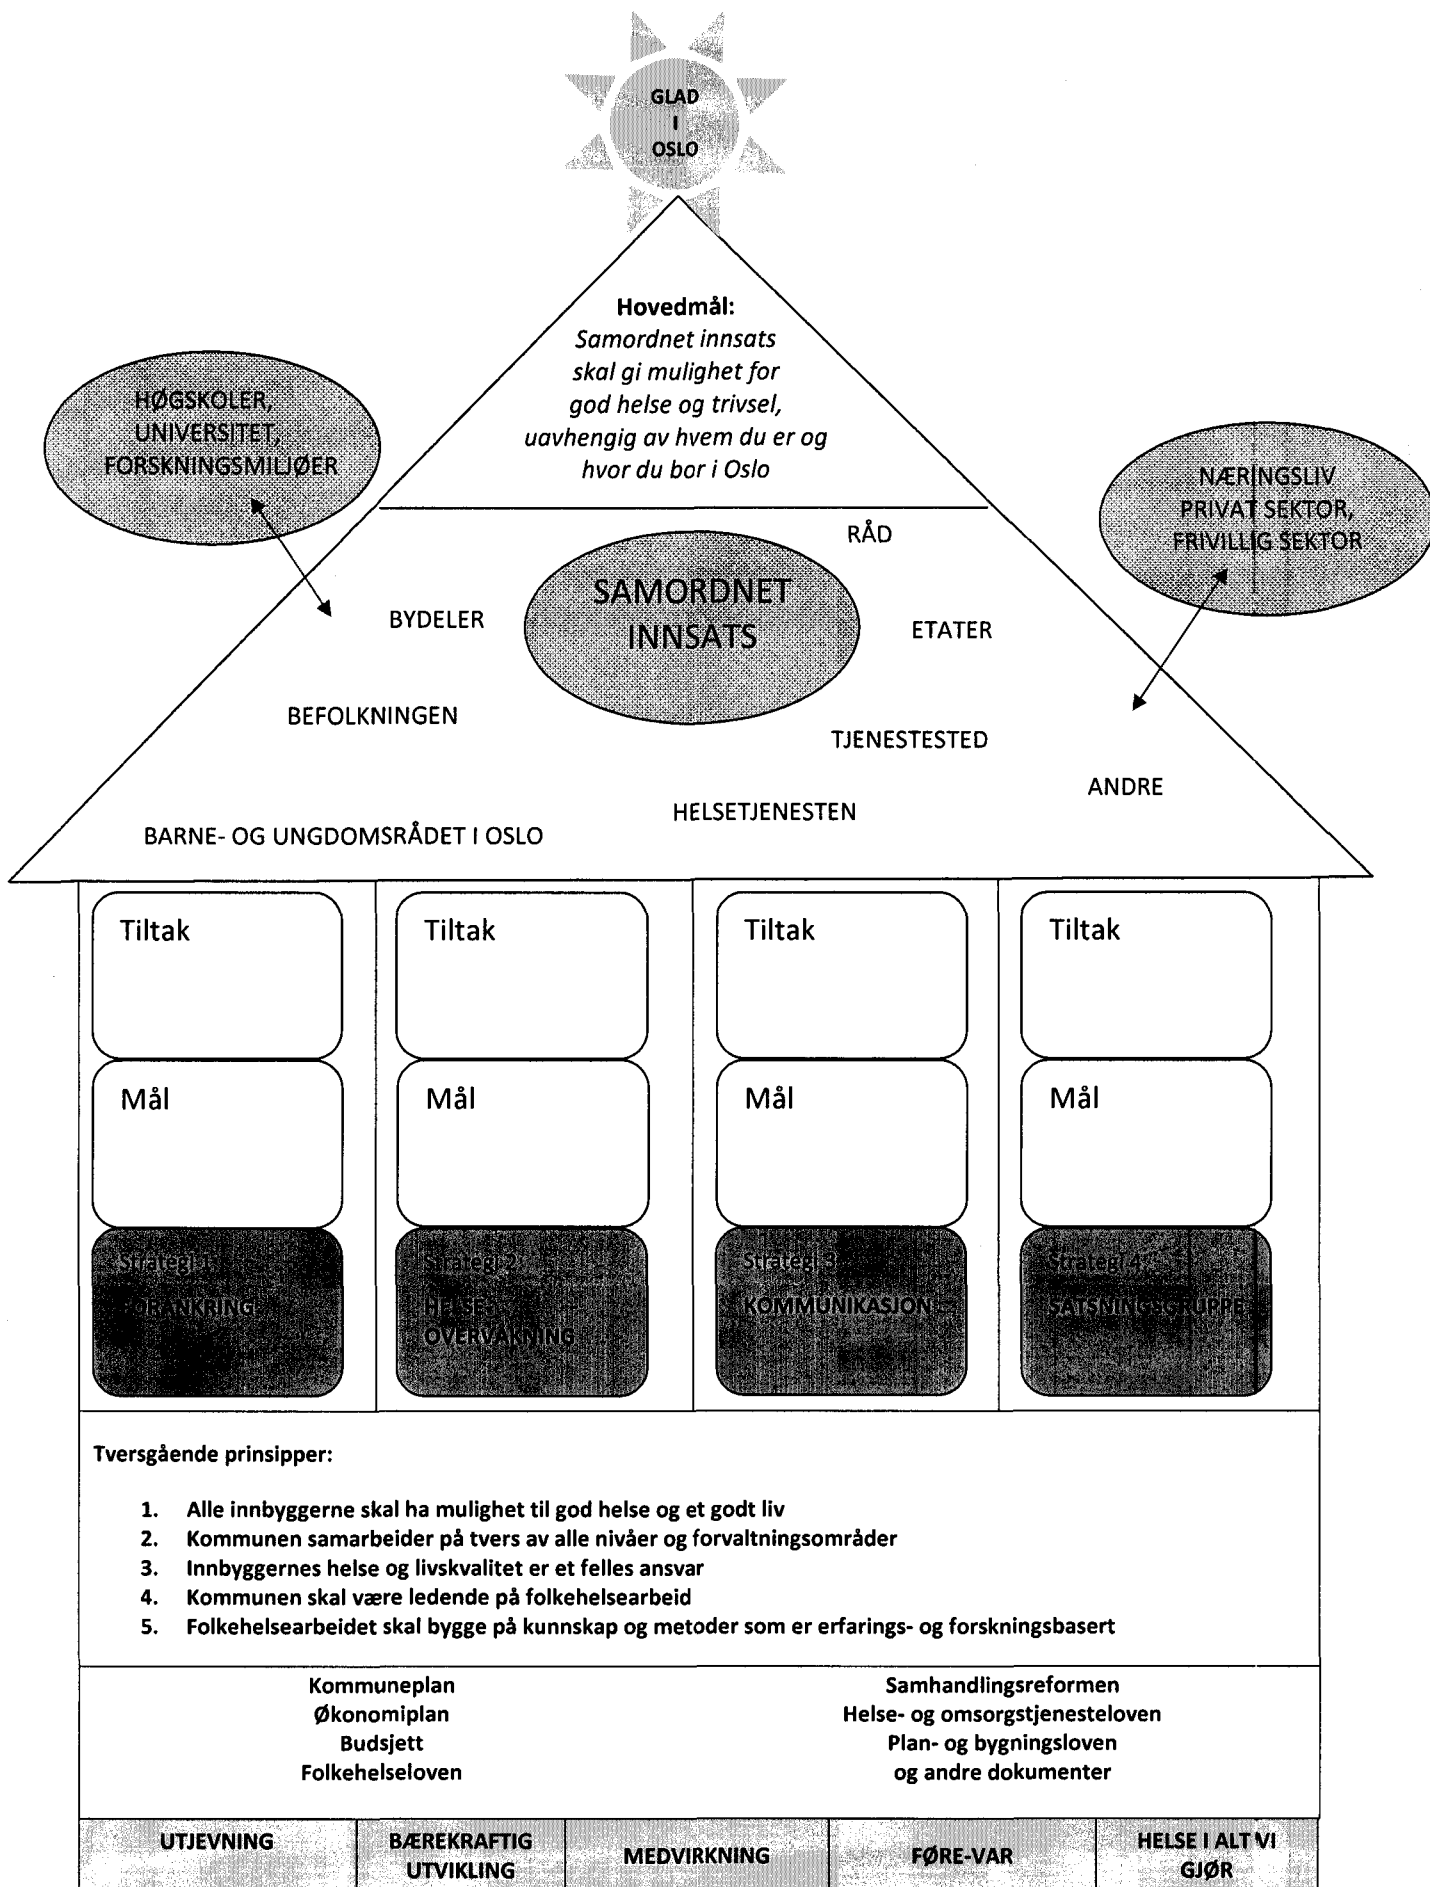 GLAD
I
OSLO
Hovedmål:
Samordnet innsats
skal gi mulighet for
god helse og trivsel,
uavhengig av hvem du er og
hvor du bor i Oslo
HØGSKOLER,
UNIVERSITET,
FORSKNINGSMILJØER
NÆRINGSLIV
PRIVAT SEKTOR,
FRIVILLIG SEKTOR
RÅD
SAMORDNET
INNSATS
BYDELER
ETATER
BEFOLKNINGEN
TJENESTESTED
ANDRE
HELSETJENESTEN
BARNE- OG UNGDOMSRÅDET I OSLO
Tiltak
Tiltak
Tiltak
Tiltak
Mål
Mål
Mål
Mål
Strategi 1
FORANKRING
Strategi 2
HELSE-
OVERVÅKNING
Strategi 3
KOMMUNIKASJON
Strategi 4
SATSNINGSGRUPPE
Tversgående prinsipper:
1. Alle innbyggerne skal ha mulighet til god helse og et godt liv
2. Kommunen samarbeider på tvers av alle nivåer og forvaltningsområder
3. Innbyggernes helse og livskvalitet er et felles ansvar
4. Kommunen skal være ledende på folkehelsearbeid
5. Folkehelsearbeidet skal bygge på kunnskap og metoder som er erfarings- og forskningsbasert
Kommuneplan
Økonomiplan
Budsjett
Folkehelseloven
Samhandlingsreformen
Helse- og omsorgstjenesteloven
Plan- og bygningsloven
og andre dokumenter
UTJEVNING
BÆREKRAFTIG
UTVIKLING
MEDVIRKNING
FØRE-VAR
HELSE I ALT VI
GJØR